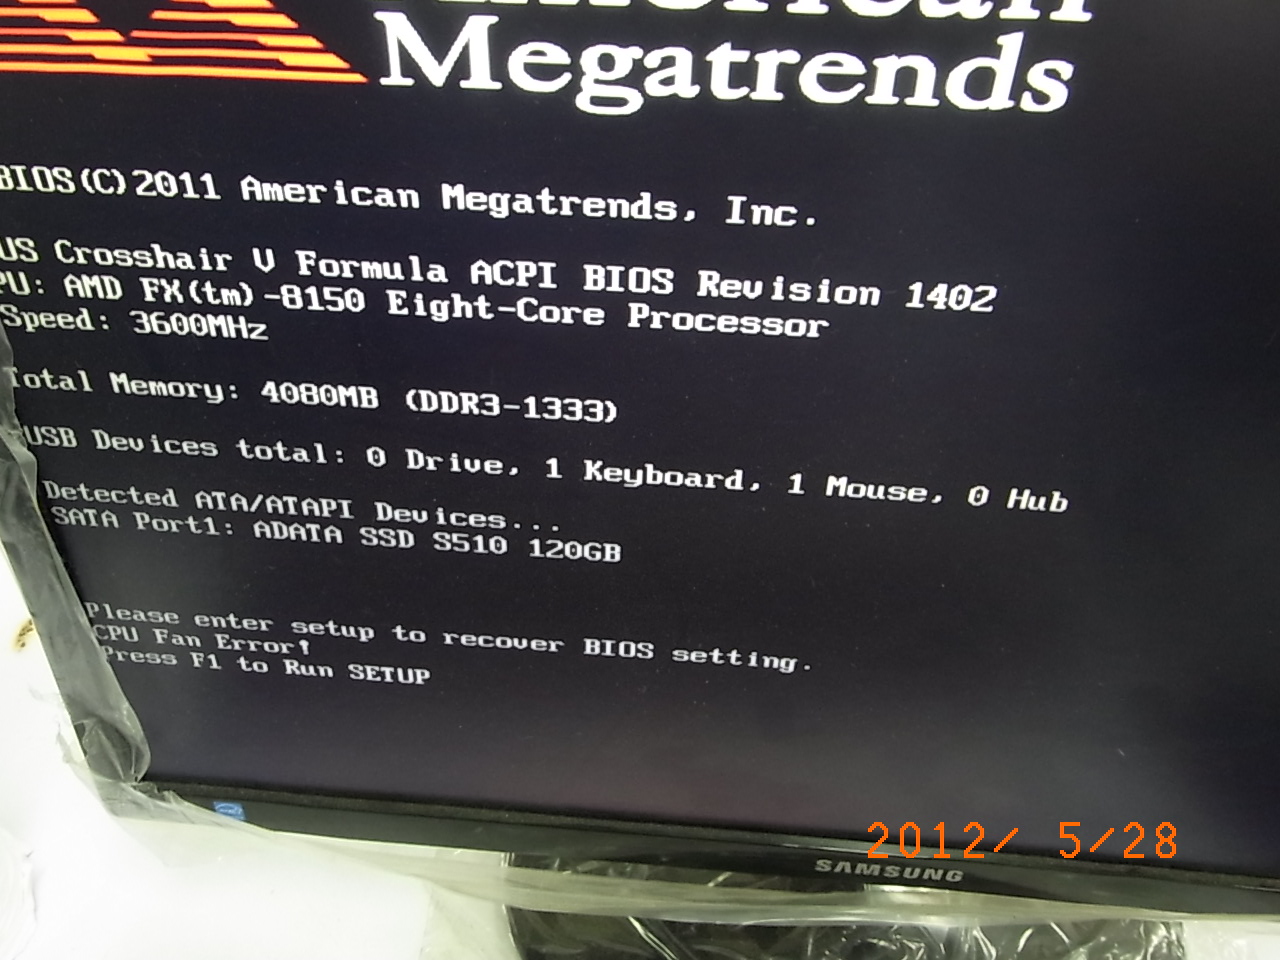 American
Megatrends
BIOS(C)2011 American Megatrends, Inc.
US Crosshair V Formula ACPI BIOS Revision 1402
PU: AMD FX(tm)-8150 Eight-Core Processor
Speed: 3600MHz
Total Memory: 4080MB (DDR3-1333)
USB Devices total: 0 Drive, 1 Keyboard, 1 Mouse, 0 Hub
Detected ATA/ATAPI Devices...
SATA Port1: ADATA SSD S510 120GB
Please enter setup to recover BIOS setting.
CPU Fan Error!
Press F1 to Run SETUP
2012/ 5/28
SAMSUNG